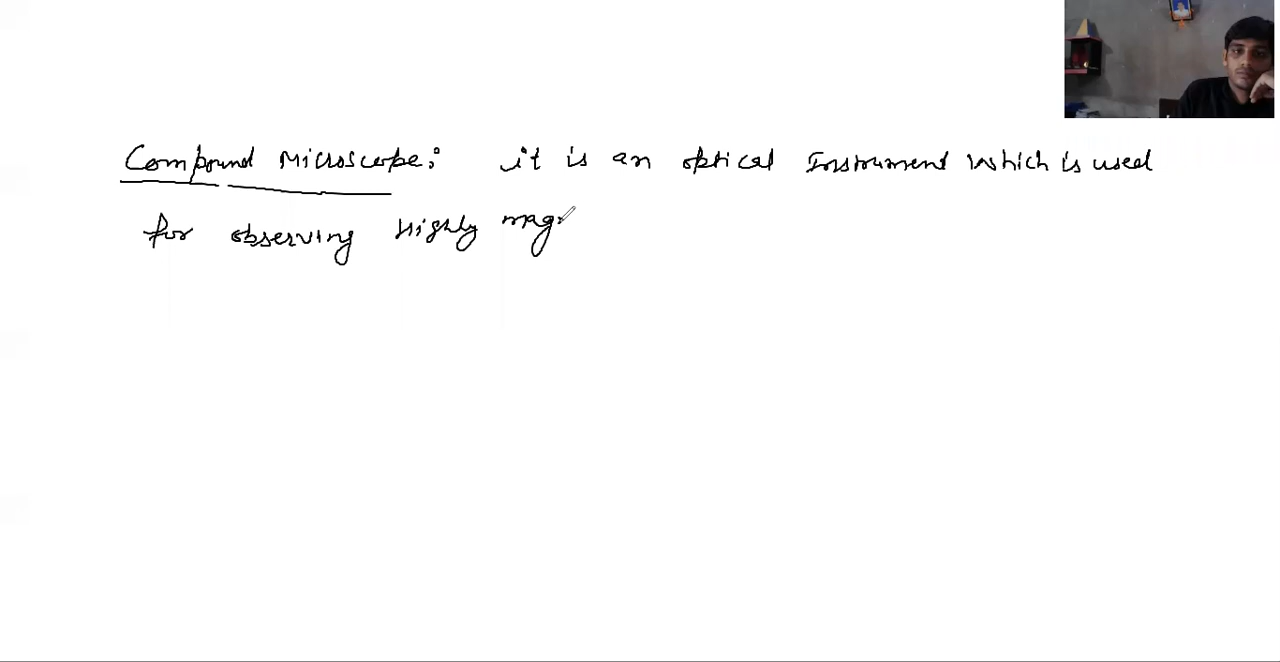 Compound Microscope: it is an optical Instrument which is used
for observing Highly mag